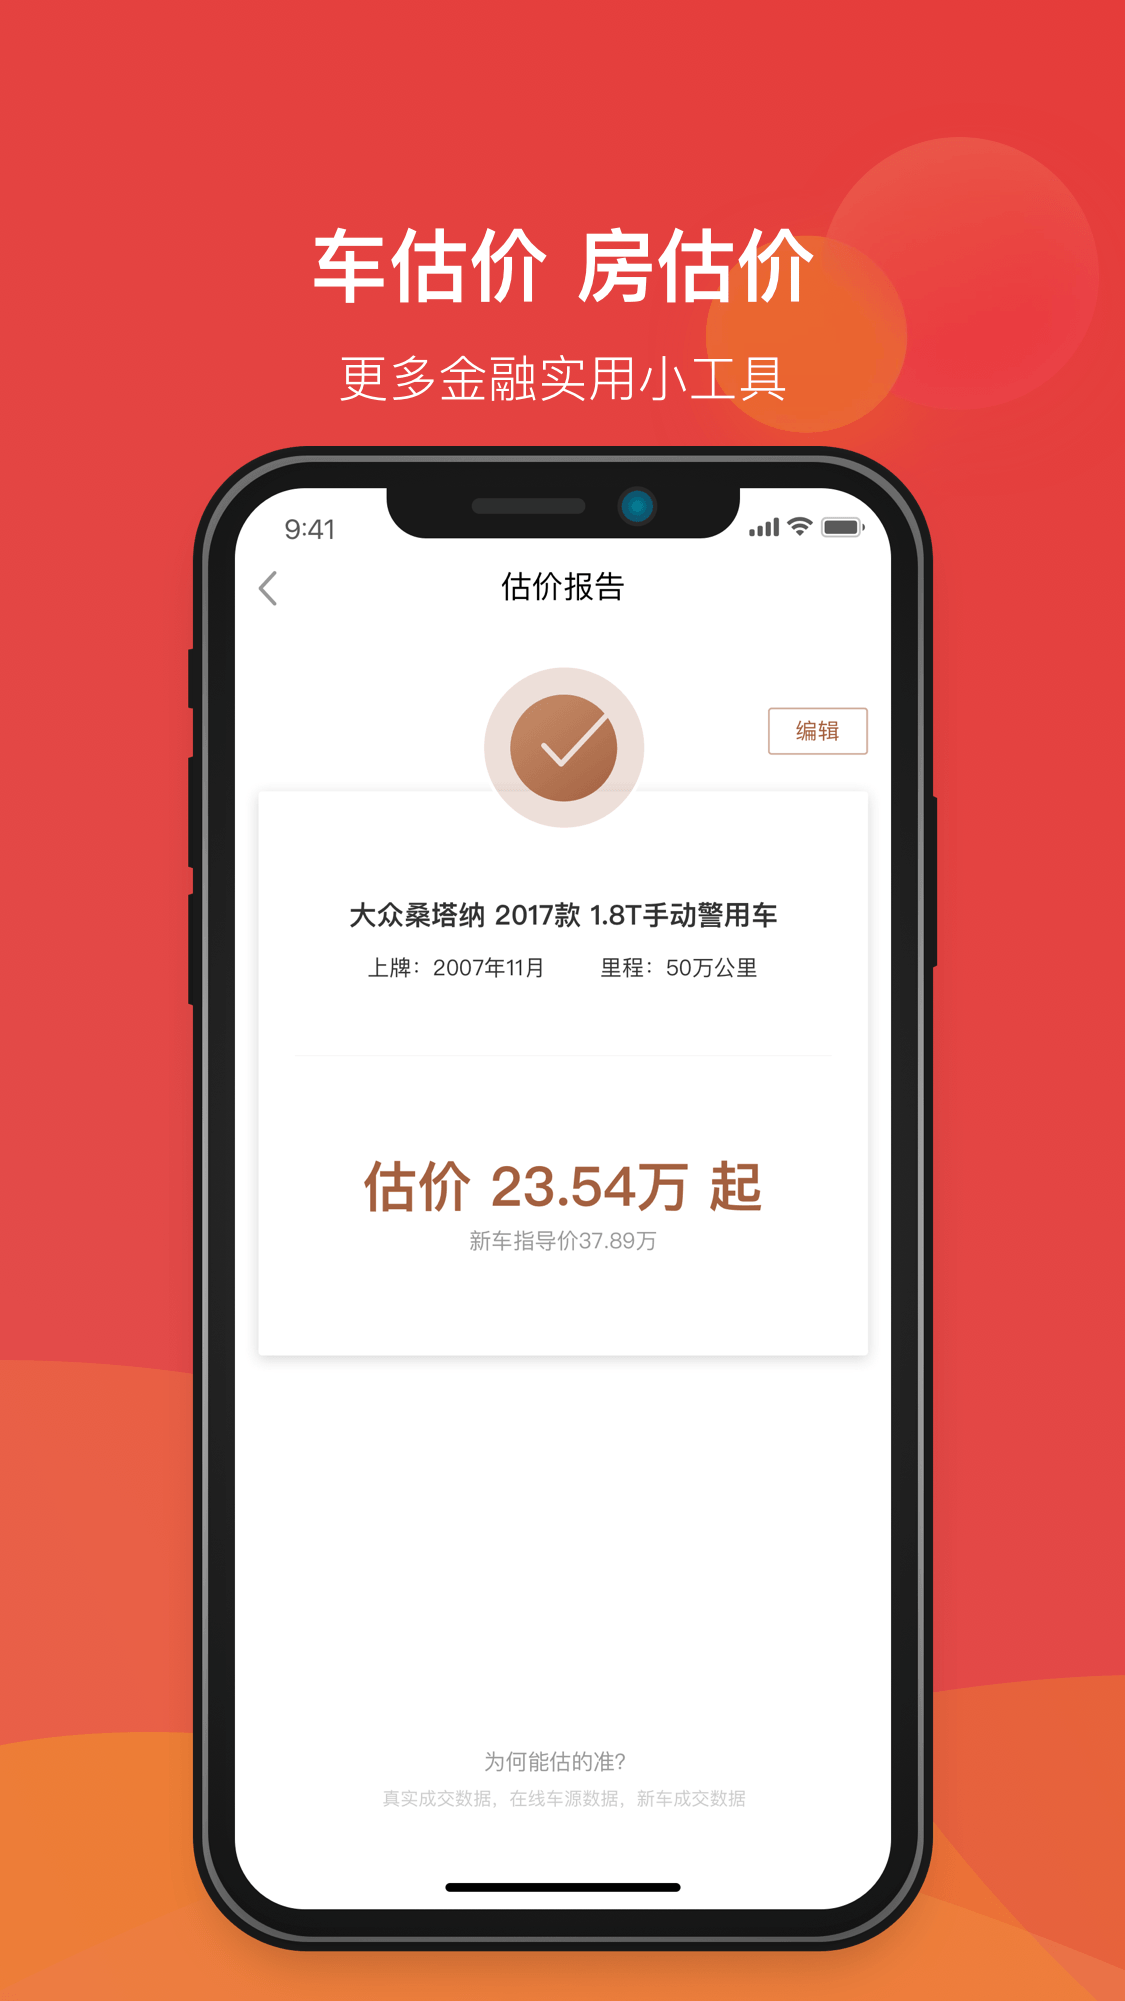 车估价 房估价
更多金融实用小工具
9:41
估价报告
编辑
大众桑塔纳 2017款 1.8T手动警用车
上牌：2007年11月 里程：50万公里
估价 23.54万 起
新车指导价37.89万
为何能估的准?
真实成交数据，在线车源数据，新车成交数据